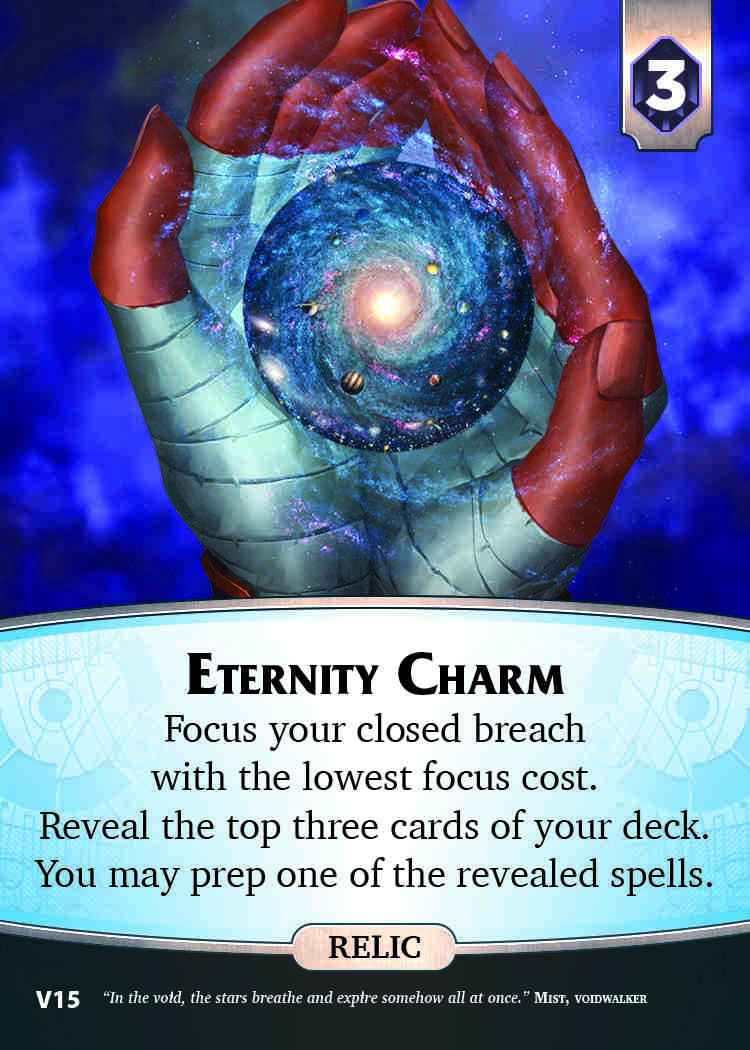 3
Eternity Charm
Focus your closed breach
with the lowest focus cost.
Reveal the top three cards of your deck.
You may prep one of the revealed spells.
RELIC
V15 “In the void, the stars breathe and expire somehow all at once.” Mist, voidwalker